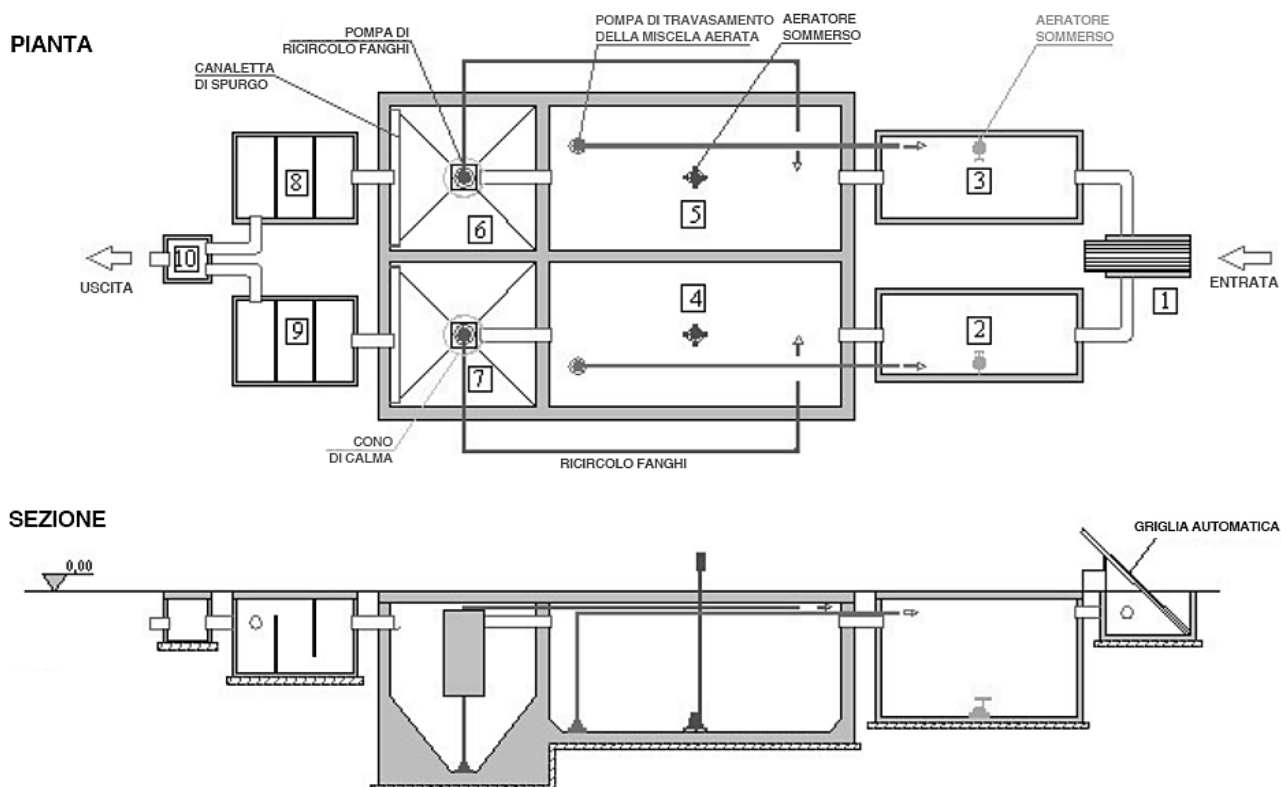 PIANTA
POMPA DI
RICIRCOLO FANGHI
CANALETTA
DI SPURGO
POMPA DI TRAVASAMENTO
DELLA MISCELA AERATA
AERATORE
SOMMERSO
AERATORE
SOMMERSO
8
6
5
3
10
USCITA
ENTRATA
1
9
7
4
2
CONO
DI CALMA
RICIRCOLO FANGHI
SEZIONE
GRIGLIA AUTOMATICA
0,00